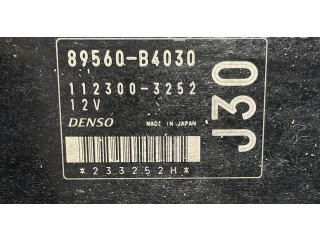 89560-B4030
112300-3252
12V
DENSO MADE IN JAPAN
*233252H*
J30